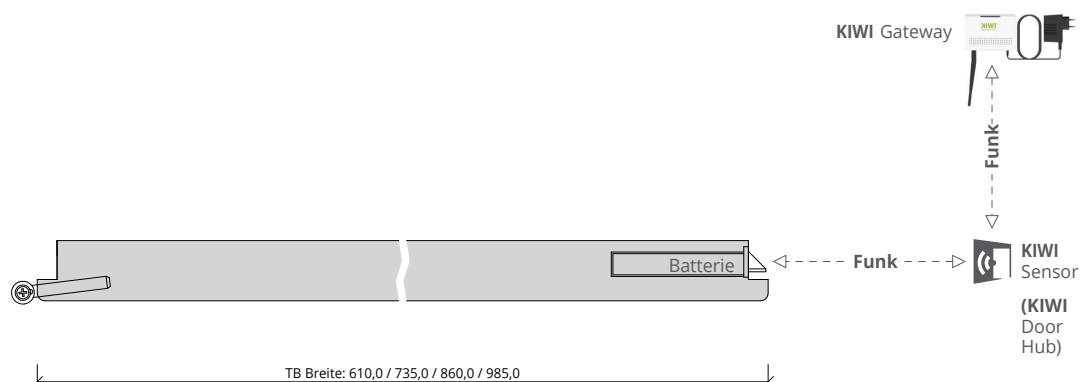 KIWI Gateway
KIWI
Funk
Batterie
Funk
KIWI
Sensor
(KIWI
Door
Hub)
TB Breite: 610,0 / 735,0 / 860,0 / 985,0